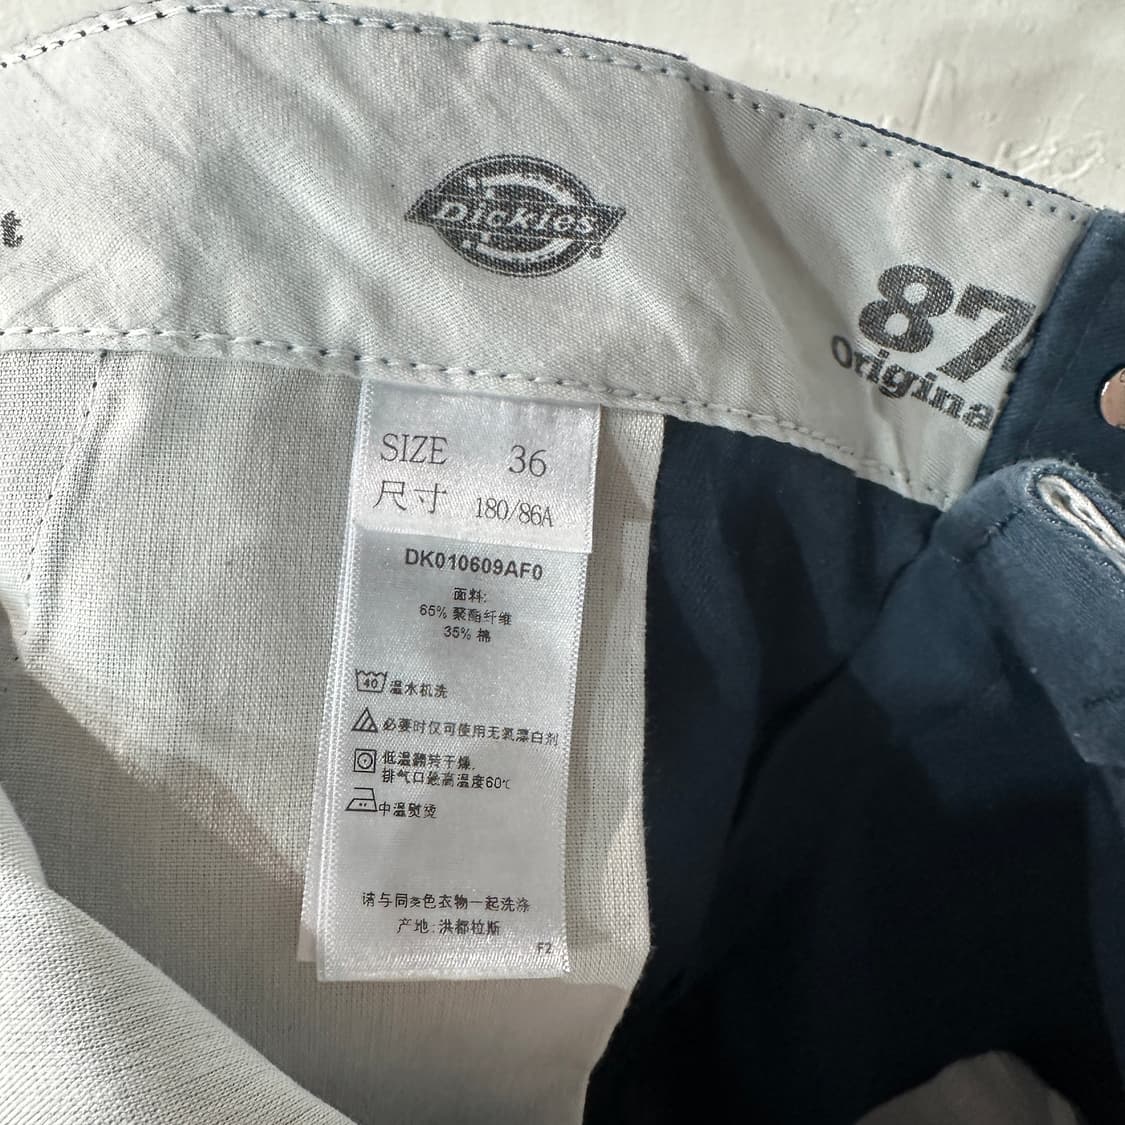 Dickies
87
Origina
t
SIZE 36
尺寸 180/86A
DK010609AF0
面料:
65% 聚酯纤维
35% 棉
40 温水机洗
必要时仅可使用无氯漂白剂
低温翻转干燥,
排气口最高温度60℃
中温熨烫
请与同类色衣物一起洗涤
产地:洪都拉斯
F2